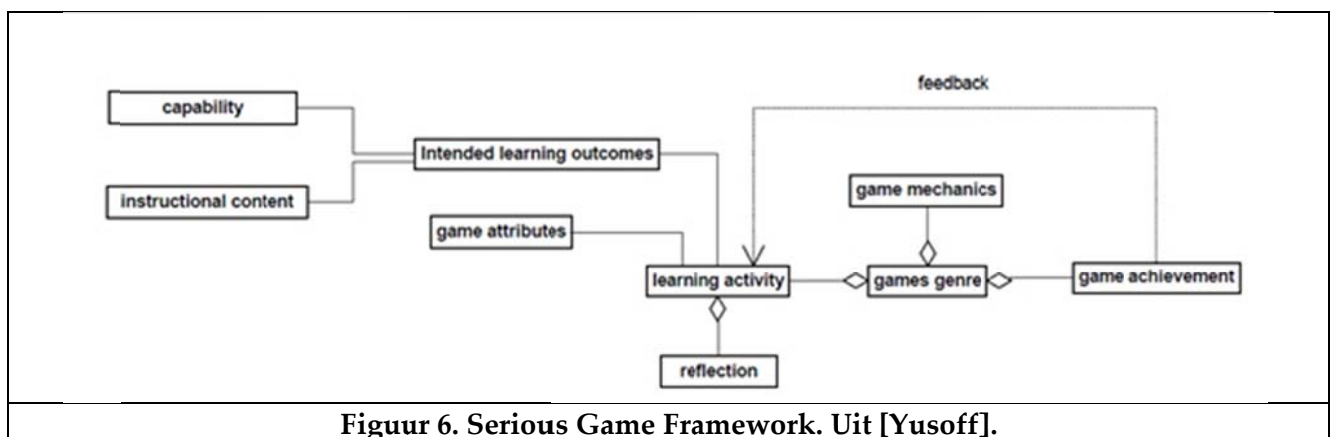 feedback
capability
Intended learning outcomes
instructional content
game mechanics
game attributes
learning activity
games genre
game achievement
reflection
Figuur 6. Serious Game Framework. Uit [Yusoff].